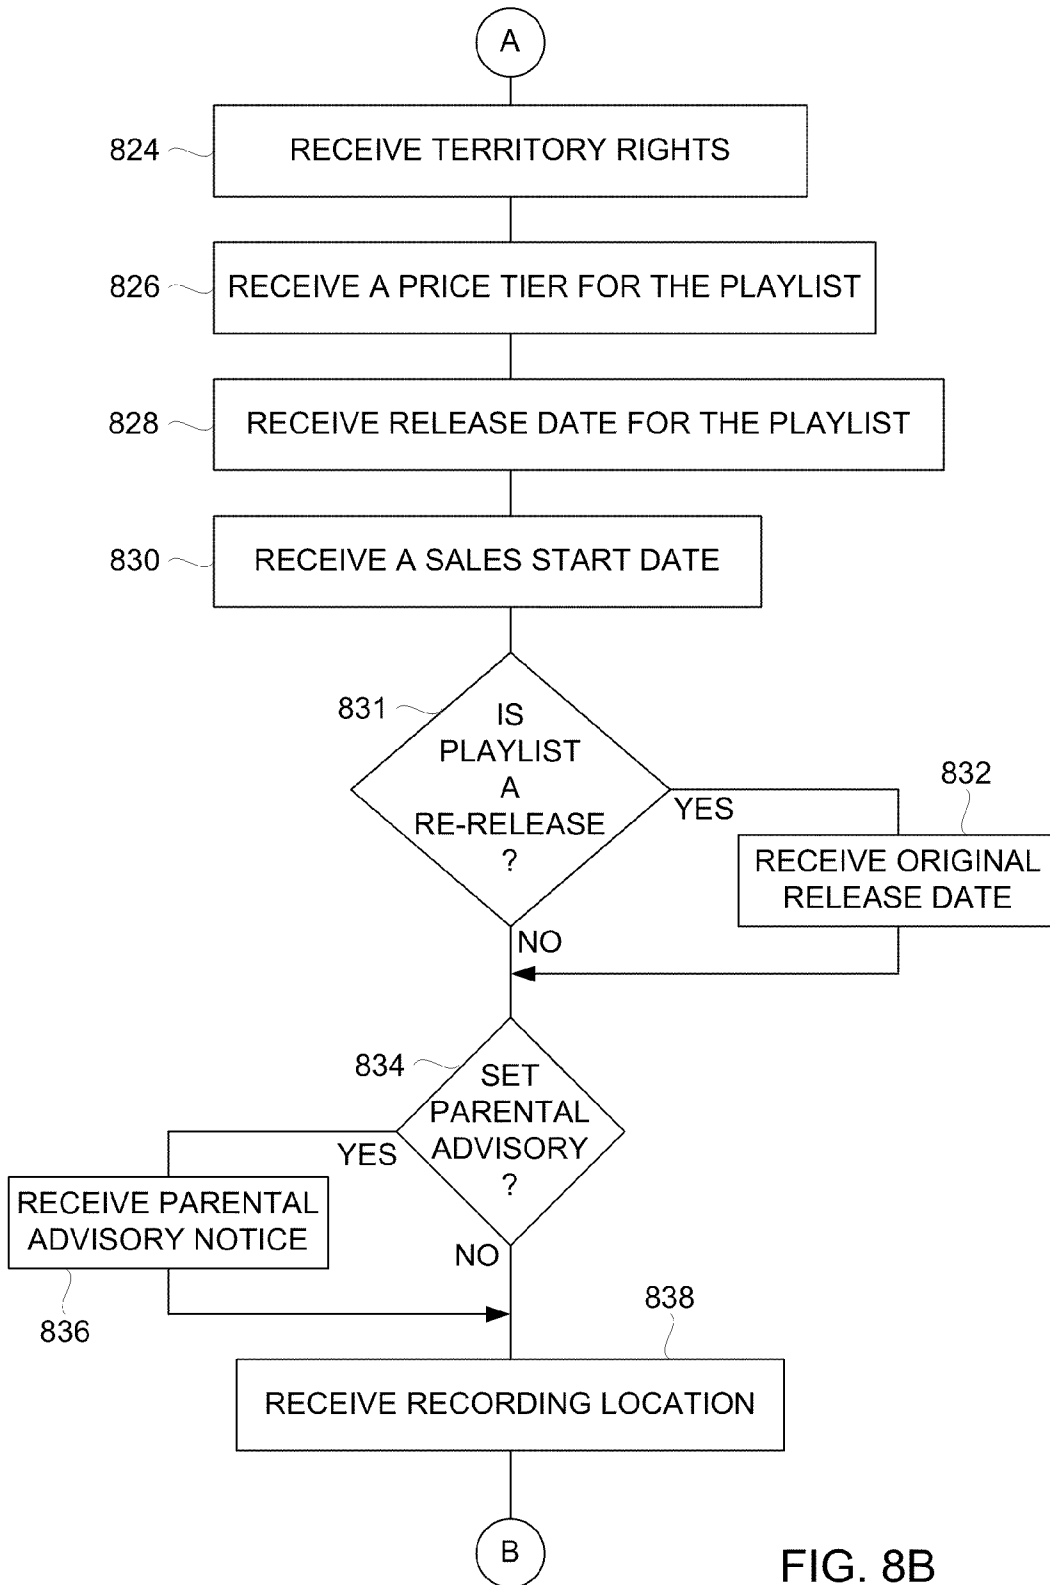 A
824
RECEIVE TERRITORY RIGHTS
826
RECEIVE A PRICE TIER FOR THE PLAYLIST
828
RECEIVE RELEASE DATE FOR THE PLAYLIST
830
RECEIVE A SALES START DATE
831
IS
PLAYLIST
A
RE-RELEASE
?
YES
832
RECEIVE ORIGINAL
RELEASE DATE
NO
834
SET
PARENTAL
ADVISORY
?
YES
RECEIVE PARENTAL
ADVISORY NOTICE
836
NO
838
RECEIVE RECORDING LOCATION
B
FIG. 8B